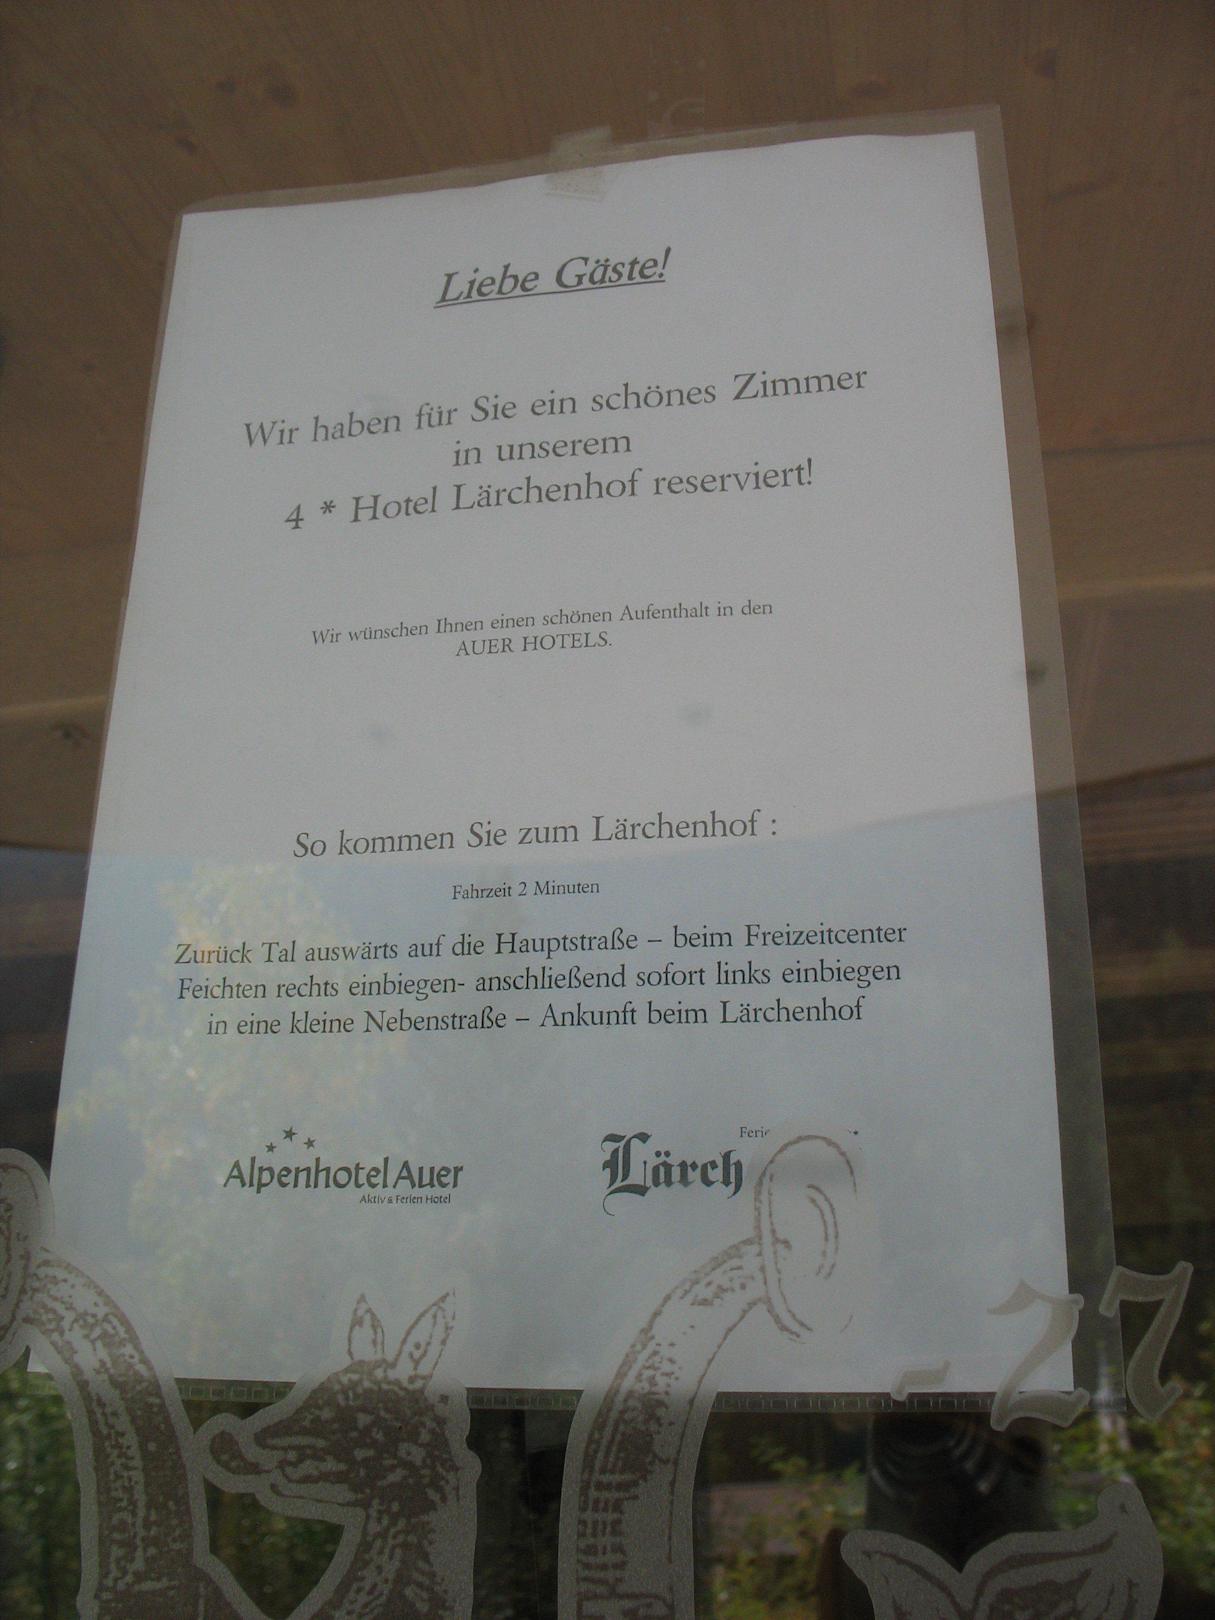 Liebe Gäste!
Wir haben für Sie ein schönes Zimmer
in unserem
4 * Hotel Lärchenhof reserviert!
Wir wünschen Ihnen einen schönen Aufenthalt in den
AUER HOTELS.
So kommen Sie zum Lärchenhof :
Fahrzeit 2 Minuten
Zurück Tal auswärts auf die Hauptstraße – beim Freizeitcenter
Feichten rechts einbiegen- anschließend sofort links einbiegen
in eine kleine Nebenstraße – Ankunft beim Lärchenhof
Alpenhotel Auer
Aktiv & Ferien Hotel
Lärch
- 27